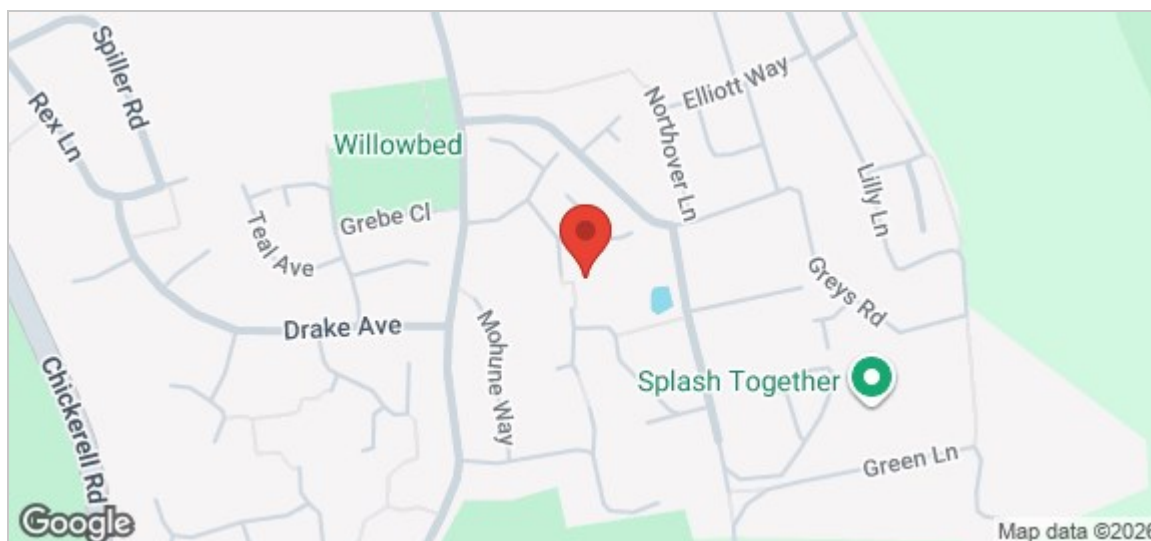 Spiller Rd
Rex Ln
Willowbed
Elliott Way
Northover Ln
Lilly Ln
Grebe Cl
Teal Ave
Greys Rd
Drake Ave
Mohune Way
Chickerell Rd
Splash Together
Green Ln
Google
Map data ©2026